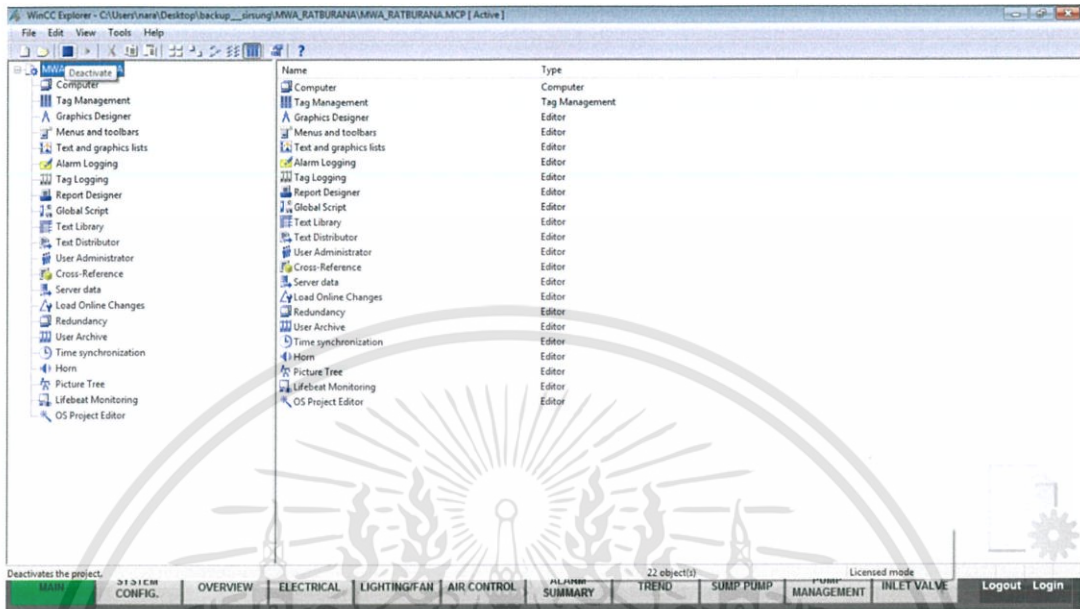 WinCC Explorer - C:\Users\nara\Desktop\backup__sirsung\MWA_RATBURANA\MWA_RATBURANA.MCP [ Active ]
File Edit View Tools Help
Deactivate
Computer
Tag Management
Graphics Designer
Menus and toolbars
Text and graphics lists
Alarm Logging
Tag Logging
Report Designer
Global Script
Text Library
Text Distributor
User Administrator
Cross-Reference
Server data
Load Online Changes
Redundancy
User Archive
Time synchronization
Horn
Picture Tree
Lifebeat Monitoring
OS Project Editor
Name Type
Computer Computer
Tag Management Tag Management
Graphics Designer Editor
Menus and toolbars Editor
Text and graphics lists Editor
Alarm Logging Editor
Tag Logging Editor
Report Designer Editor
Global Script Editor
Text Library Editor
Text Distributor Editor
User Administrator Editor
Cross-Reference Editor
Server data Editor
Load Online Changes Editor
Redundancy Editor
User Archive Editor
Time synchronization Editor
Horn Editor
Picture Tree Editor
Lifebeat Monitoring Editor
OS Project Editor Editor
Deactivates the project. 22 object(s) Licensed mode
MAIN
SYSTEM CONFIG.
OVERVIEW
ELECTRICAL
LIGHTING/FAN
AIR CONTROL
ALARM SUMMARY
TREND
SUMP PUMP
PUMP MANAGEMENT
INLET VALVE
Logout Login